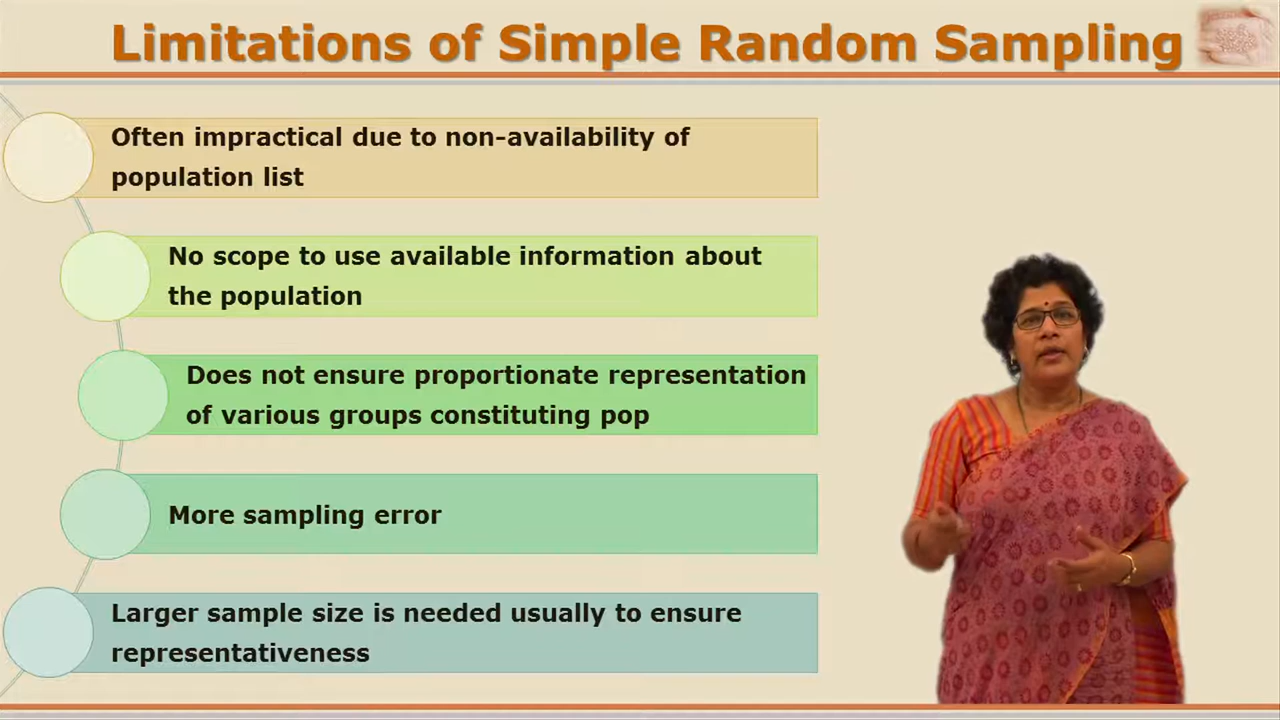 Limitations of Simple Random Sampling
Often impractical due to non-availability of
population list
No scope to use available information about
the population
Does not ensure proportionate representation
of various groups constituting pop
More sampling error
Larger sample size is needed usually to ensure
representativeness